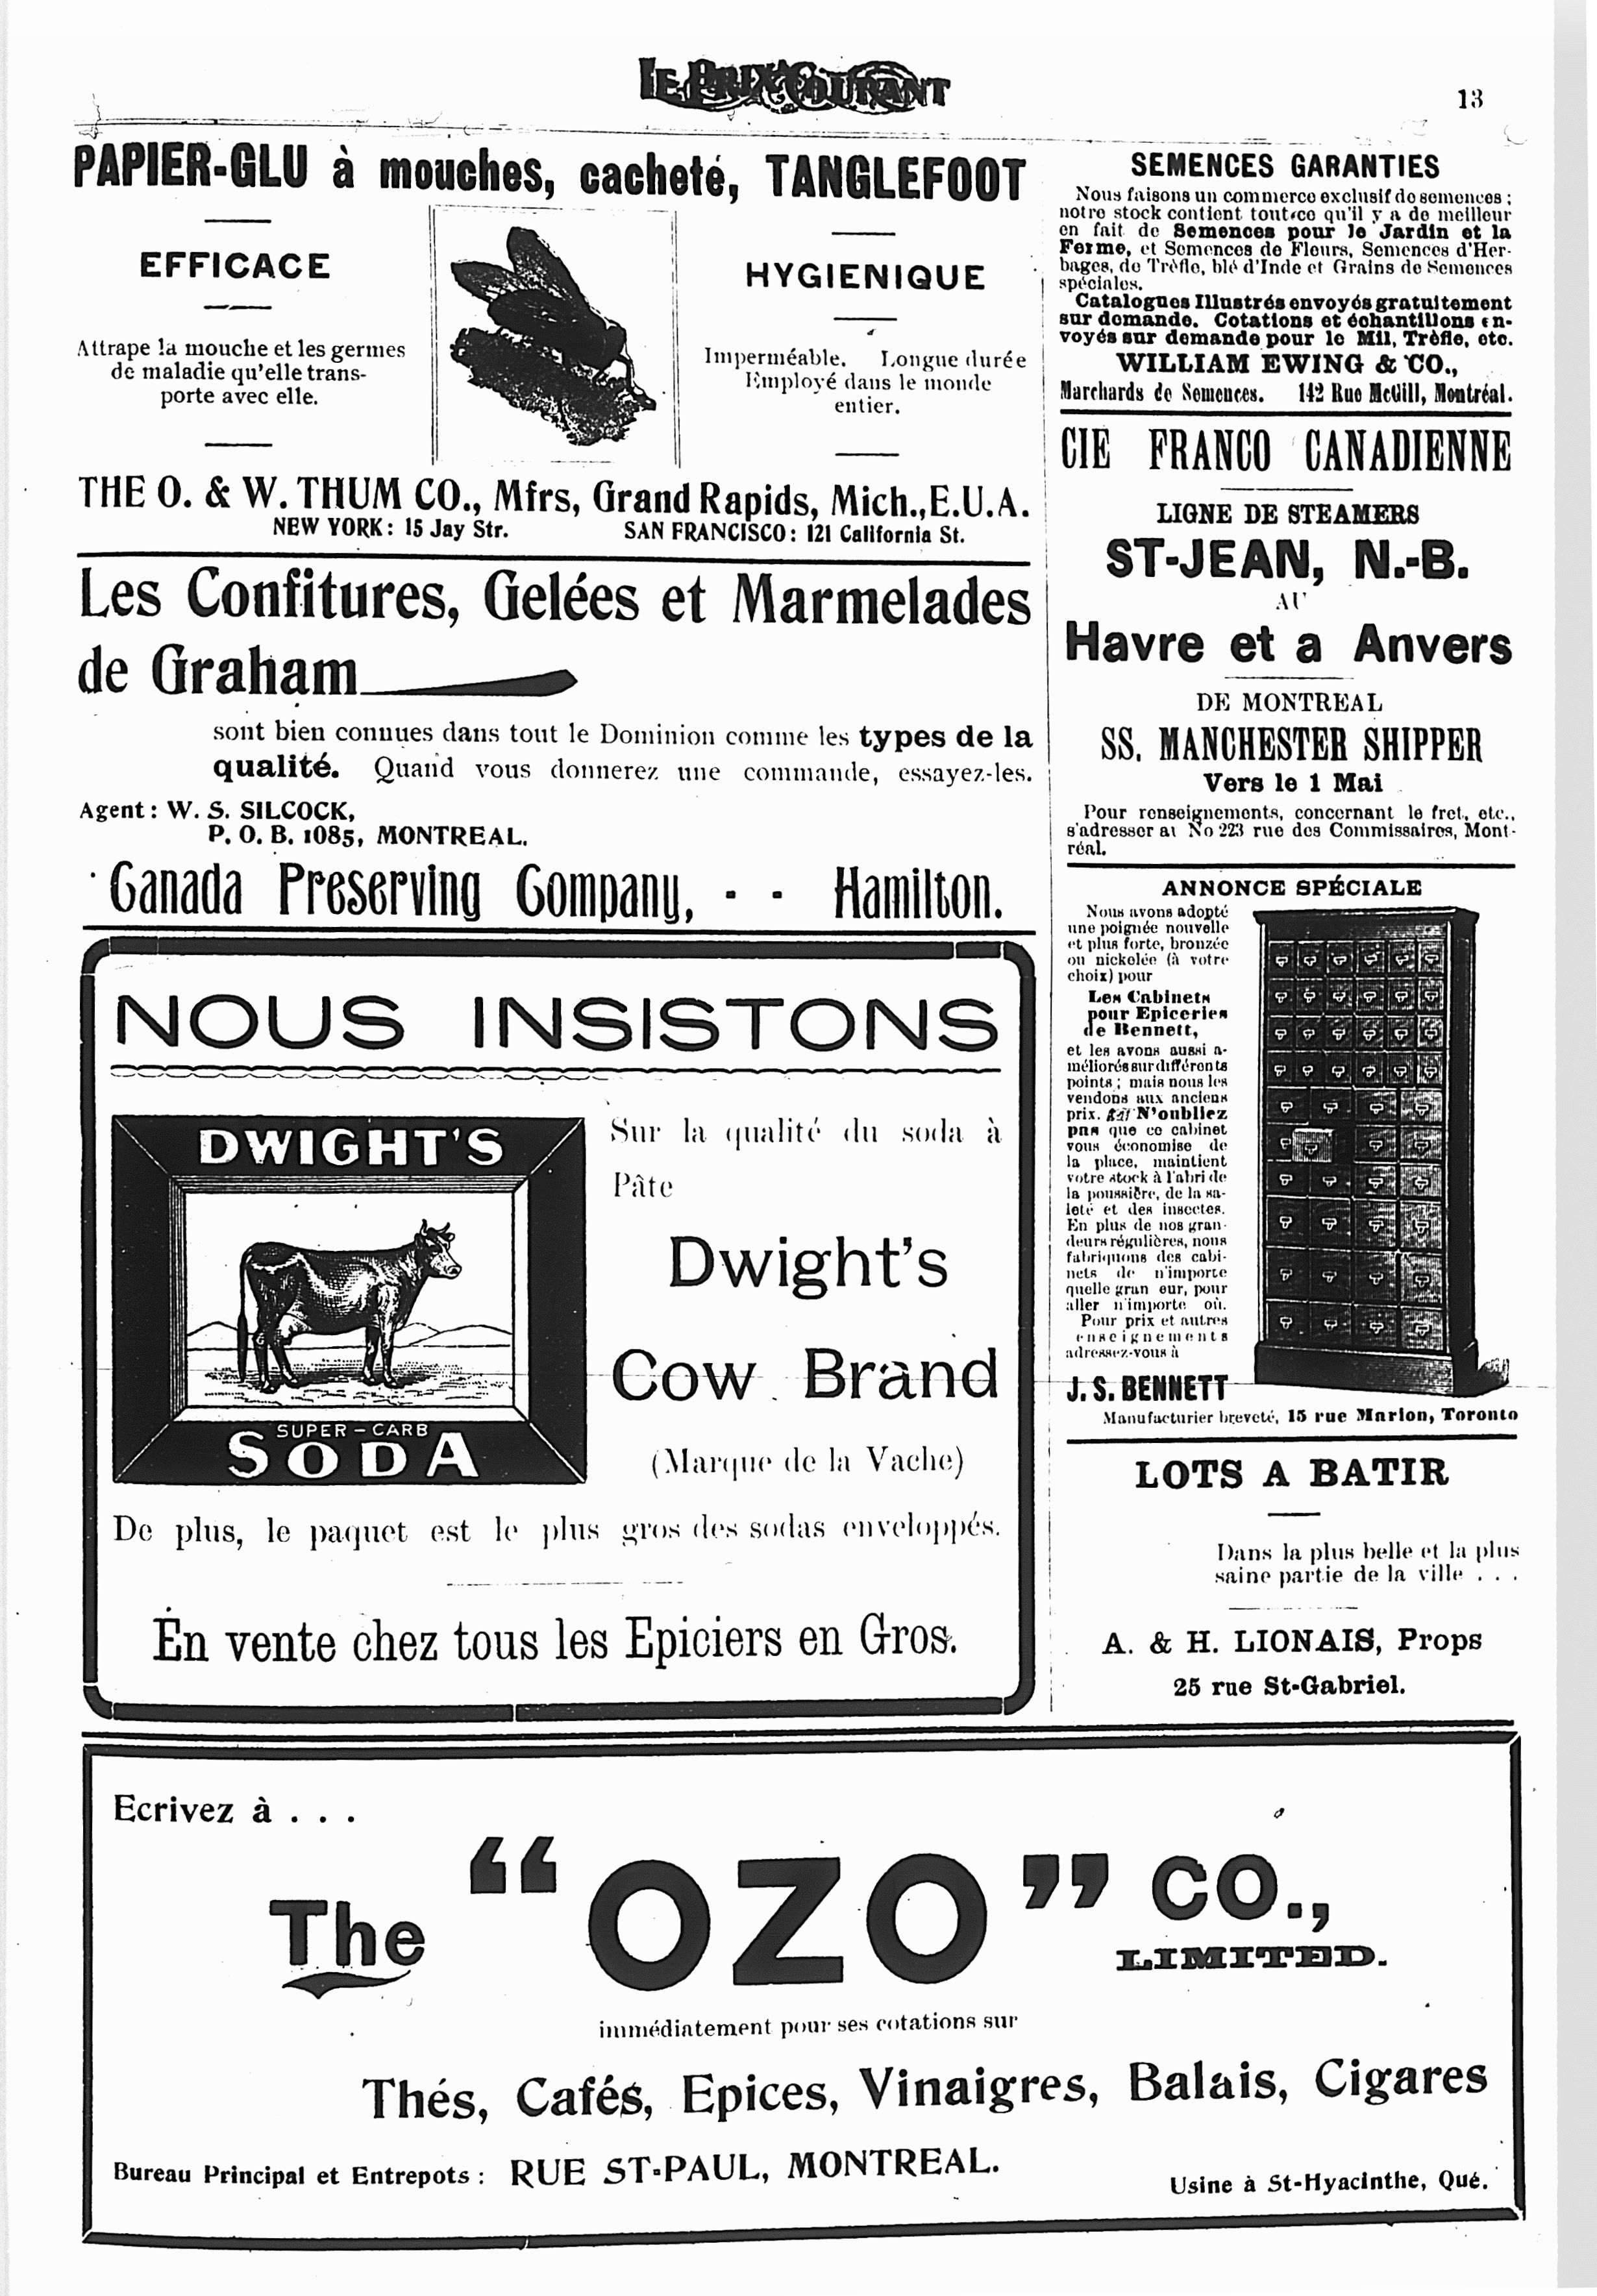 LE PRIX COURANT
13
PAPIER-GLU à mouches, cacheté, TANGLEFOOT
EFFICACE
Attrape la mouche et les germes
de maladie qu'elle trans-
porte avec elle.
HYGIENIQUE
Imperméable. Longue durée
Employé dans le monde
entier.
THE O. & W. THUM CO., Mfrs, Grand Rapids, Mich., E.U.A.
NEW YORK: 15 Jay Str. SAN FRANCISCO: 121 California St.
Les Confitures, Gelées et Marmelades
de Graham
sont bien connues dans tout le Dominion comme les types de la
qualité. Quand vous donnerez une commande, essayez-les.
Agent: W. S. SILCOCK,
P. O. B. 1085, MONTREAL.
Canada Preserving Company, - - Hamilton.
NOUS INSISTONS
DWIGHT'S
SUPER-CARB
SODA
Sur la qualité du soda à
Pâte
Dwight's
Cow Brand
(Marque de la Vache)
De plus, le paquet est le plus gros des sodas enveloppés.
En vente chez tous les Epiciers en Gros.
SEMENCES GARANTIES
Nous faisons un commerce exclusif de semences;
notre stock contient tout ce qu'il y a de meilleur
en fait de Semences pour le Jardin et la
Ferme, et Semences de Fleurs, Semences d'Her-
bages, de Trèfle, blé d'Inde et Grains de Semences
spéciales.
Catalogues Illustrés envoyés gratuitement
sur demande. Cotations et échantillons en-
voyés sur demande pour le Mil, Trèfle, etc.
WILLIAM EWING & CO.,
Marchards de Semences. 142 Rue McGill, Montréal.
CIE FRANCO CANADIENNE
LIGNE DE STEAMERS
ST-JEAN, N.-B.
AU
Havre et a Anvers
DE MONTREAL
SS. MANCHESTER SHIPPER
Vers le 1 Mai
Pour renseignements, concernant le fret, etc.,
s'adresser au No 223 rue des Commissaires, Mont-
réal.
ANNONCE SPÉCIALE
Nous avons adopté
une poignée nouvelle
et plus forte, bronzée
ou nickelée (à votre
choix) pour
Les Cabinets
pour Epiceries
de Bennett,
et les avons aussi a-
méliorés sur différents
points; mais nous les
vendons aux anciens
prix. N'oubliez
pas que ce cabinet
vous économise de
la place, maintient
votre stock à l'abri de
la poussière, de la sa-
leté et des insectes.
En plus de nos gran-
deurs régulières, nous
fabriquons des cabi-
nets de n'importe
quelle gran eur, pour
aller n'importe où.
Pour prix et autres
enseignements
adressez-vous à
J. S. BENNETT
Manufacturier breveté, 15 rue Marion, Toronto
LOTS A BATIR
Dans la plus belle et la plus
saine partie de la ville . . .
A. & H. LIONAIS, Props
25 rue St-Gabriel.
Ecrivez à . . .
The "OZO" CO.,
LIMITED.
immédiatement pour ses cotations sur
Thés, Cafés, Epices, Vinaigres, Balais, Cigares
Bureau Principal et Entrepots: RUE ST-PAUL, MONTREAL.
Usine à St-Hyacinthe, Qué.